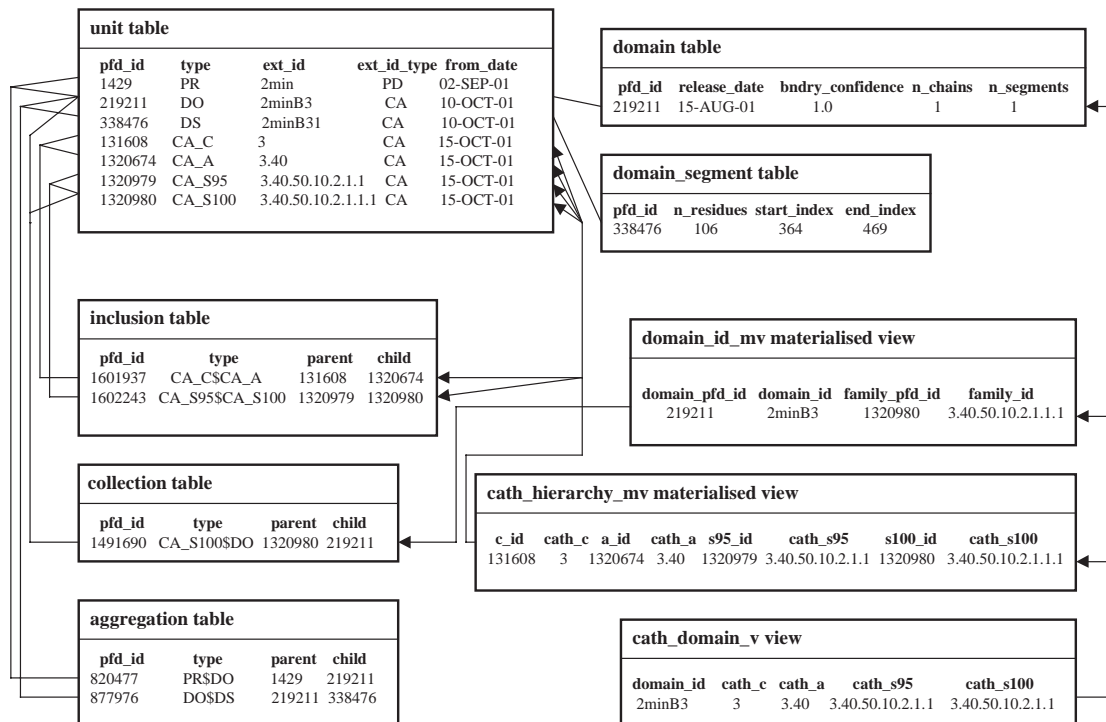 unit table
pfd_id type ext_id ext_id_type from_date
1429 PR 2min PD 02-SEP-01
219211 DO 2minB3 CA 10-OCT-01
338476 DS 2minB31 CA 10-OCT-01
131608 CA_C 3 CA 15-OCT-01
1320674 CA_A 3.40 CA 15-OCT-01
1320979 CA_S95 3.40.50.10.2.1.1 CA 15-OCT-01
1320980 CA_S100 3.40.50.10.2.1.1.1 CA 15-OCT-01
domain table
pfd_id release_date bndry_confidence n_chains n_segments
219211 15-AUG-01 1.0 1 1
domain_segment table
pfd_id n_residues start_index end_index
338476 106 364 469
inclusion table
pfd_id type parent child
1601937 CA_C$CA_A 131608 1320674
1602243 CA_S95$CA_S100 1320979 1320980
domain_id_mv materialised view
domain_pfd_id domain_id family_pfd_id family_id
219211 2minB3 1320980 3.40.50.10.2.1.1.1
collection table
pfd_id type parent child
1491690 CA_S100$DO 1320980 219211
cath_hierarchy_mv materialised view
c_id cath_c a_id cath_a s95_id cath_s95 s100_id cath_s100
131608 3 1320674 3.40 1320979 3.40.50.10.2.1.1 1320980 3.40.50.10.2.1.1.1
aggregation table
pfd_id type parent child
820477 PR$DO 1429 219211
877976 DO$DS 219211 338476
cath_domain_v view
domain_id cath_c cath_a cath_s95 cath_s100
2minB3 3 3.40 3.40.50.10.2.1.1 3.40.50.10.2.1.1